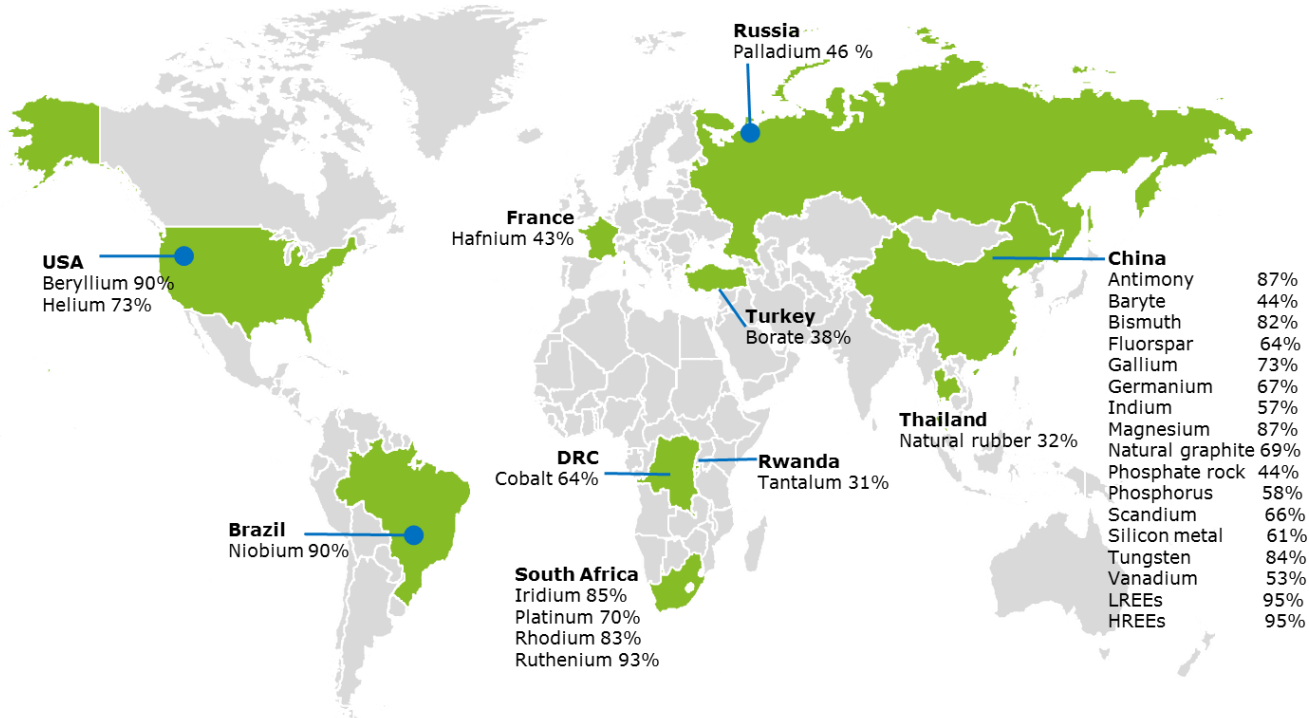 Russia
Palladium 46 %
France
Hafnium 43%
USA
Beryllium 90%
Helium 73%
Turkey
Borate 38%
China
Antimony 87%
Baryte 44%
Bismuth 82%
Fluorspar 64%
Gallium 73%
Germanium 67%
Indium 57%
Magnesium 87%
Natural graphite 69%
Phosphate rock 44%
Phosphorus 58%
Scandium 66%
Silicon metal 61%
Tungsten 84%
Vanadium 53%
LREEs 95%
HREEs 95%
Thailand
Natural rubber 32%
DRC
Cobalt 64%
Rwanda
Tantalum 31%
Brazil
Niobium 90%
South Africa
Iridium 85%
Platinum 70%
Rhodium 83%
Ruthenium 93%